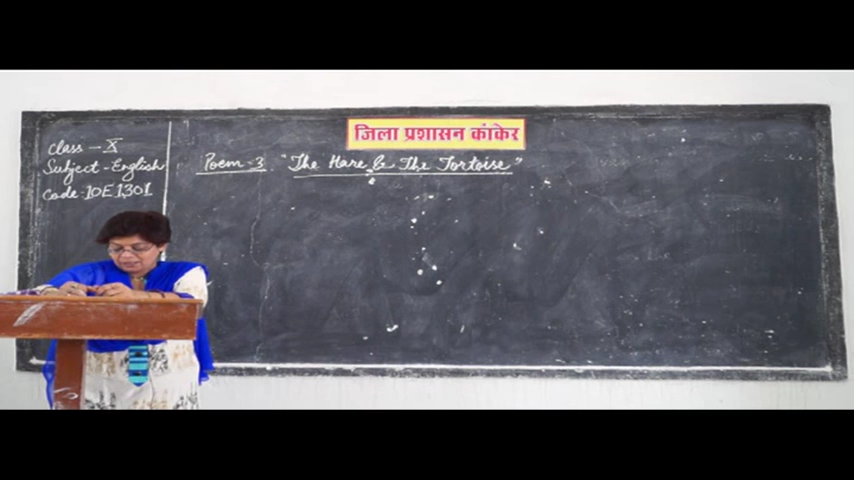 जिला प्रशासन कांकेर
Class - X
Subject - English
Code: 10E1301
Poem-3 "The Hare & The Tortoise"